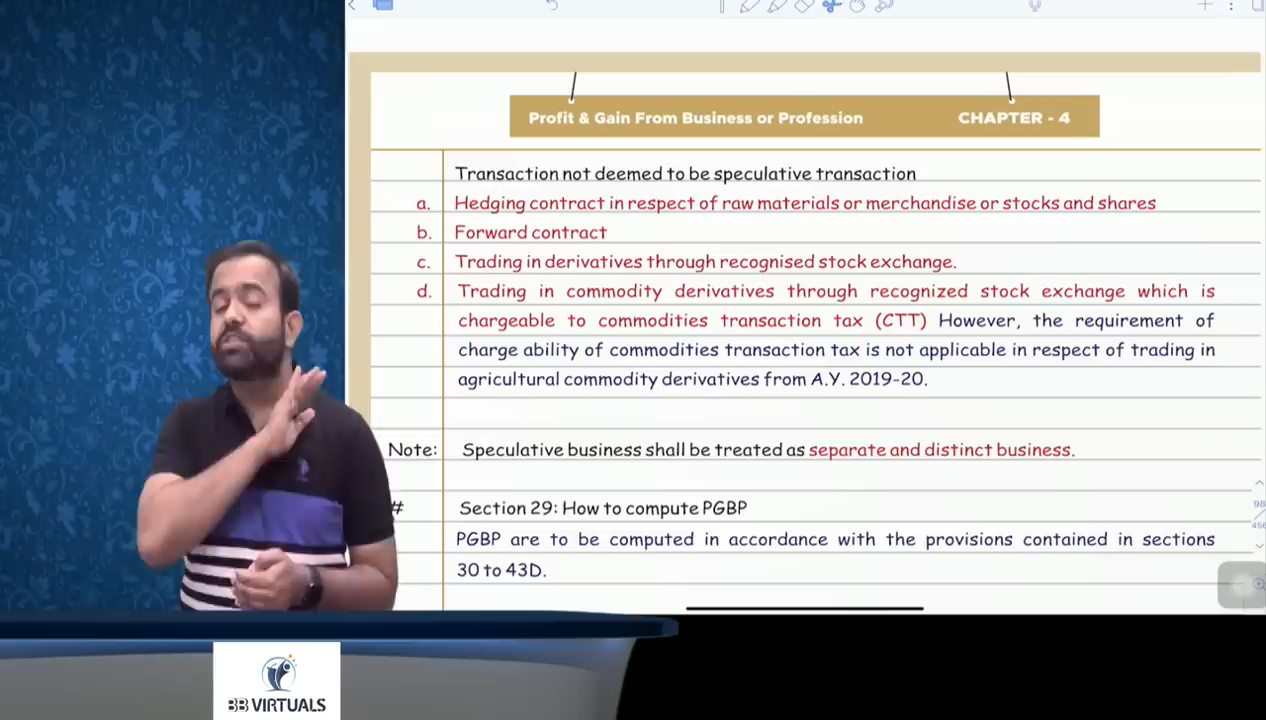 Profit & Gain From Business or Profession CHAPTER - 4
Transaction not deemed to be speculative transaction
a. Hedging contract in respect of raw materials or merchandise or stocks and shares
b. Forward contract
c. Trading in derivatives through recognised stock exchange.
d. Trading in commodity derivatives through recognized stock exchange which is
chargeable to commodities transaction tax (CTT) However, the requirement of
charge ability of commodities transaction tax is not applicable in respect of trading in
agricultural commodity derivatives from A.Y. 2019-20.
Note: Speculative business shall be treated as separate and distinct business.
# Section 29: How to compute PGBP
PGBP are to be computed in accordance with the provisions contained in sections
30 to 43D.
BB VIRTUALS